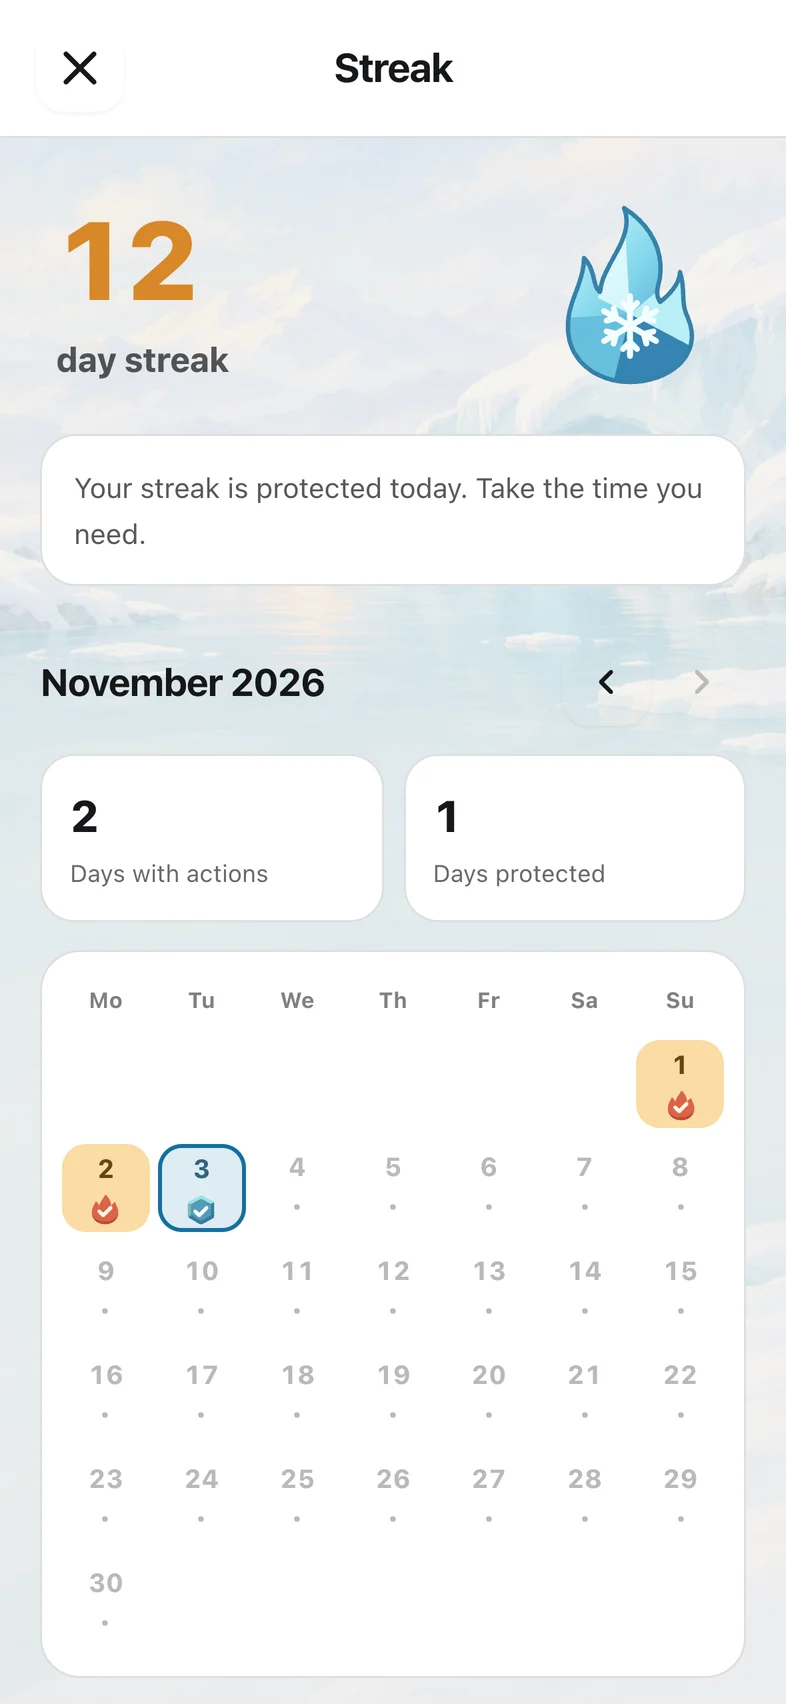 Streak
12
day streak
Your streak is protected today. Take the time you
need.
November 2026
2
Days with actions
1
Days protected
Mo Tu We Th Fr Sa Su
1
2 3 4 5 6 7 8
9 10 11 12 13 14 15
16 17 18 19 20 21 22
23 24 25 26 27 28 29
30